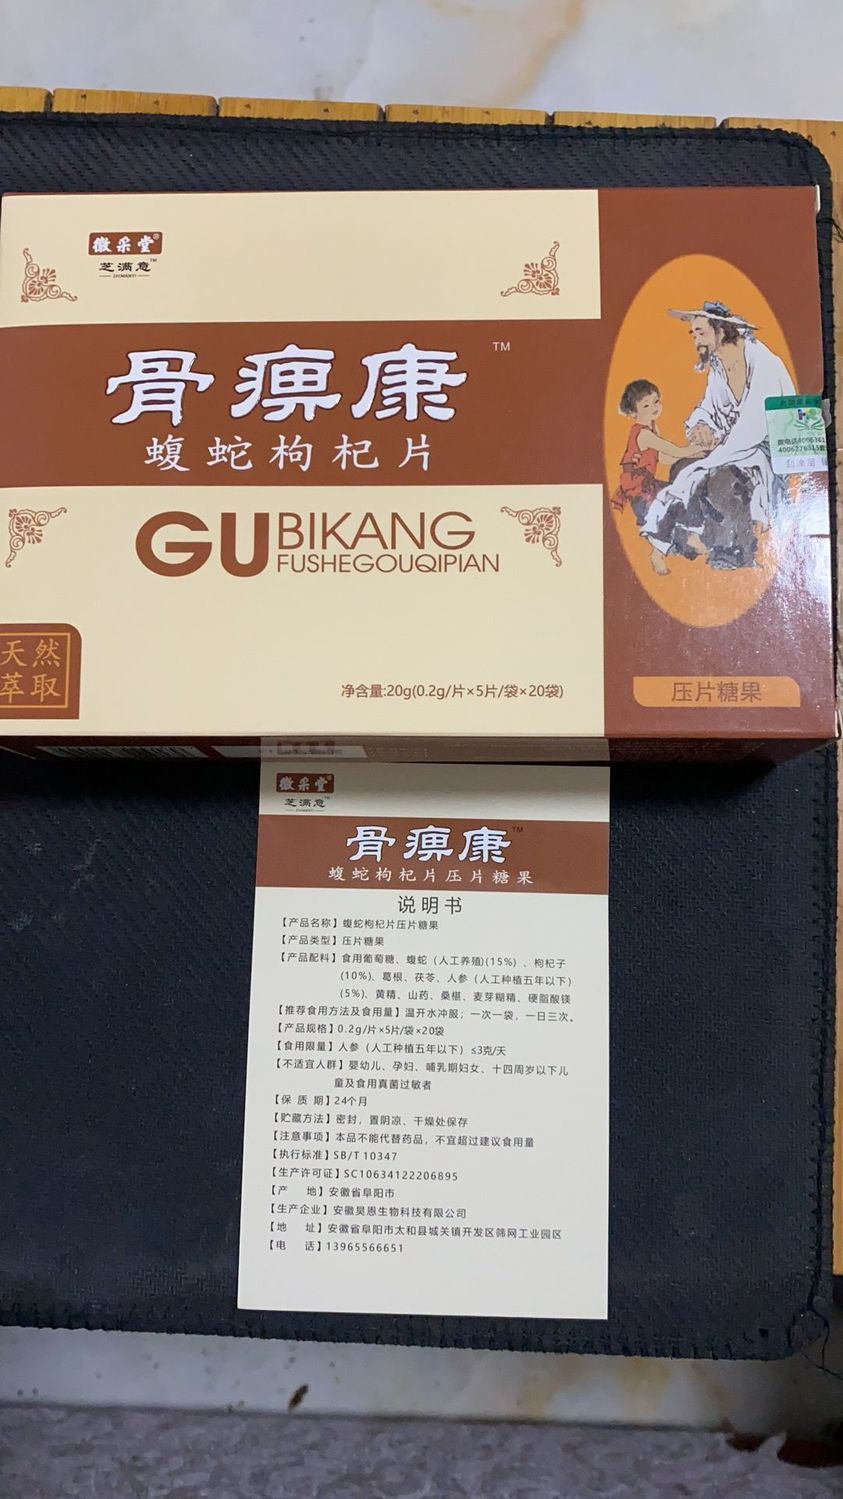 徽采堂®
芝满意™
ZHIMANYI
骨痹康™
蝮蛇枸杞片
GUBIKANG
FUSHEGOUQIPIAN
天然
萃取
净含量:20g(0.2g/片×5片/袋×20袋)
压片糖果
4006276315
刮涂层
徽采堂®
芝满意™
ZHIMANYI
骨痹康™
蝮蛇枸杞片压片糖果
说明书
【产品名称】蝮蛇枸杞片压片糖果
【产品类型】压片糖果
【产品配料】食用葡萄糖、蝮蛇（人工养殖)(15%）、枸杞子
(10%)、葛根、茯苓、人参（人工种植五年以下）
(5%)、黄精、山药、桑椹、麦芽糊精、硬脂酸镁
【推荐食用方法及食用量】温开水冲服；一次一袋，一日三次。
【产品规格】0.2g/片×5片/袋×20袋
【食用限量】人参（人工种植五年以下）≤3克/天
【不适宜人群】婴幼儿、孕妇、哺乳期妇女、十四周岁以下儿
童及食用真菌过敏者
【保 质 期】24个月
【贮藏方法】密封，置阴凉、干燥处保存
【注意事项】本品不能代替药品，不宜超过建议食用量
【执行标准】SB/T 10347
【生产许可证】SC10634122206895
【产 地】安徽省阜阳市
【生产企业】安徽昊恩生物科技有限公司
【地 址】安徽省阜阳市太和县城关镇开发区筛网工业园区
【电 话】13965566651